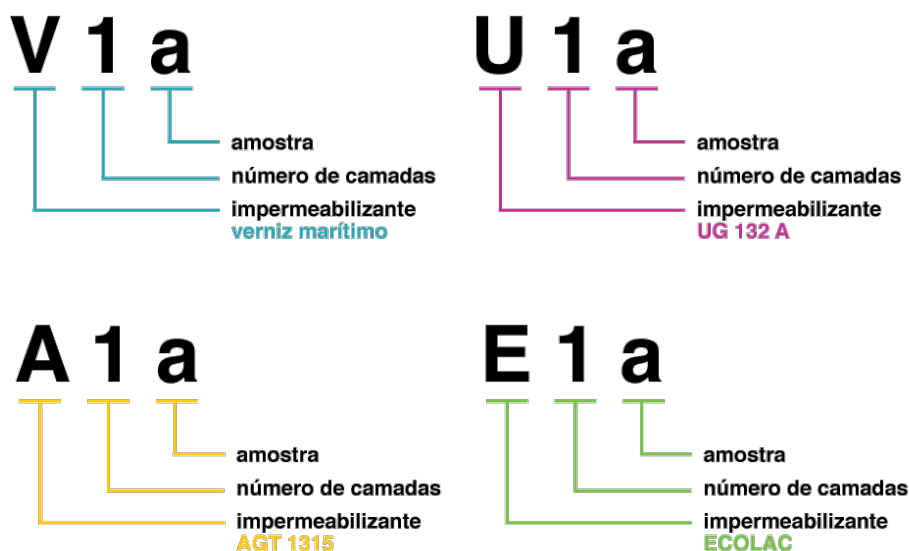 V 1 a
amostra
número de camadas
impermeabilizante
verniz marítimo
U 1 a
amostra
número de camadas
impermeabilizante
UG 132 A
A 1 a
amostra
número de camadas
impermeabilizante
AGT 1315
E 1 a
amostra
número de camadas
impermeabilizante
ECOLAC